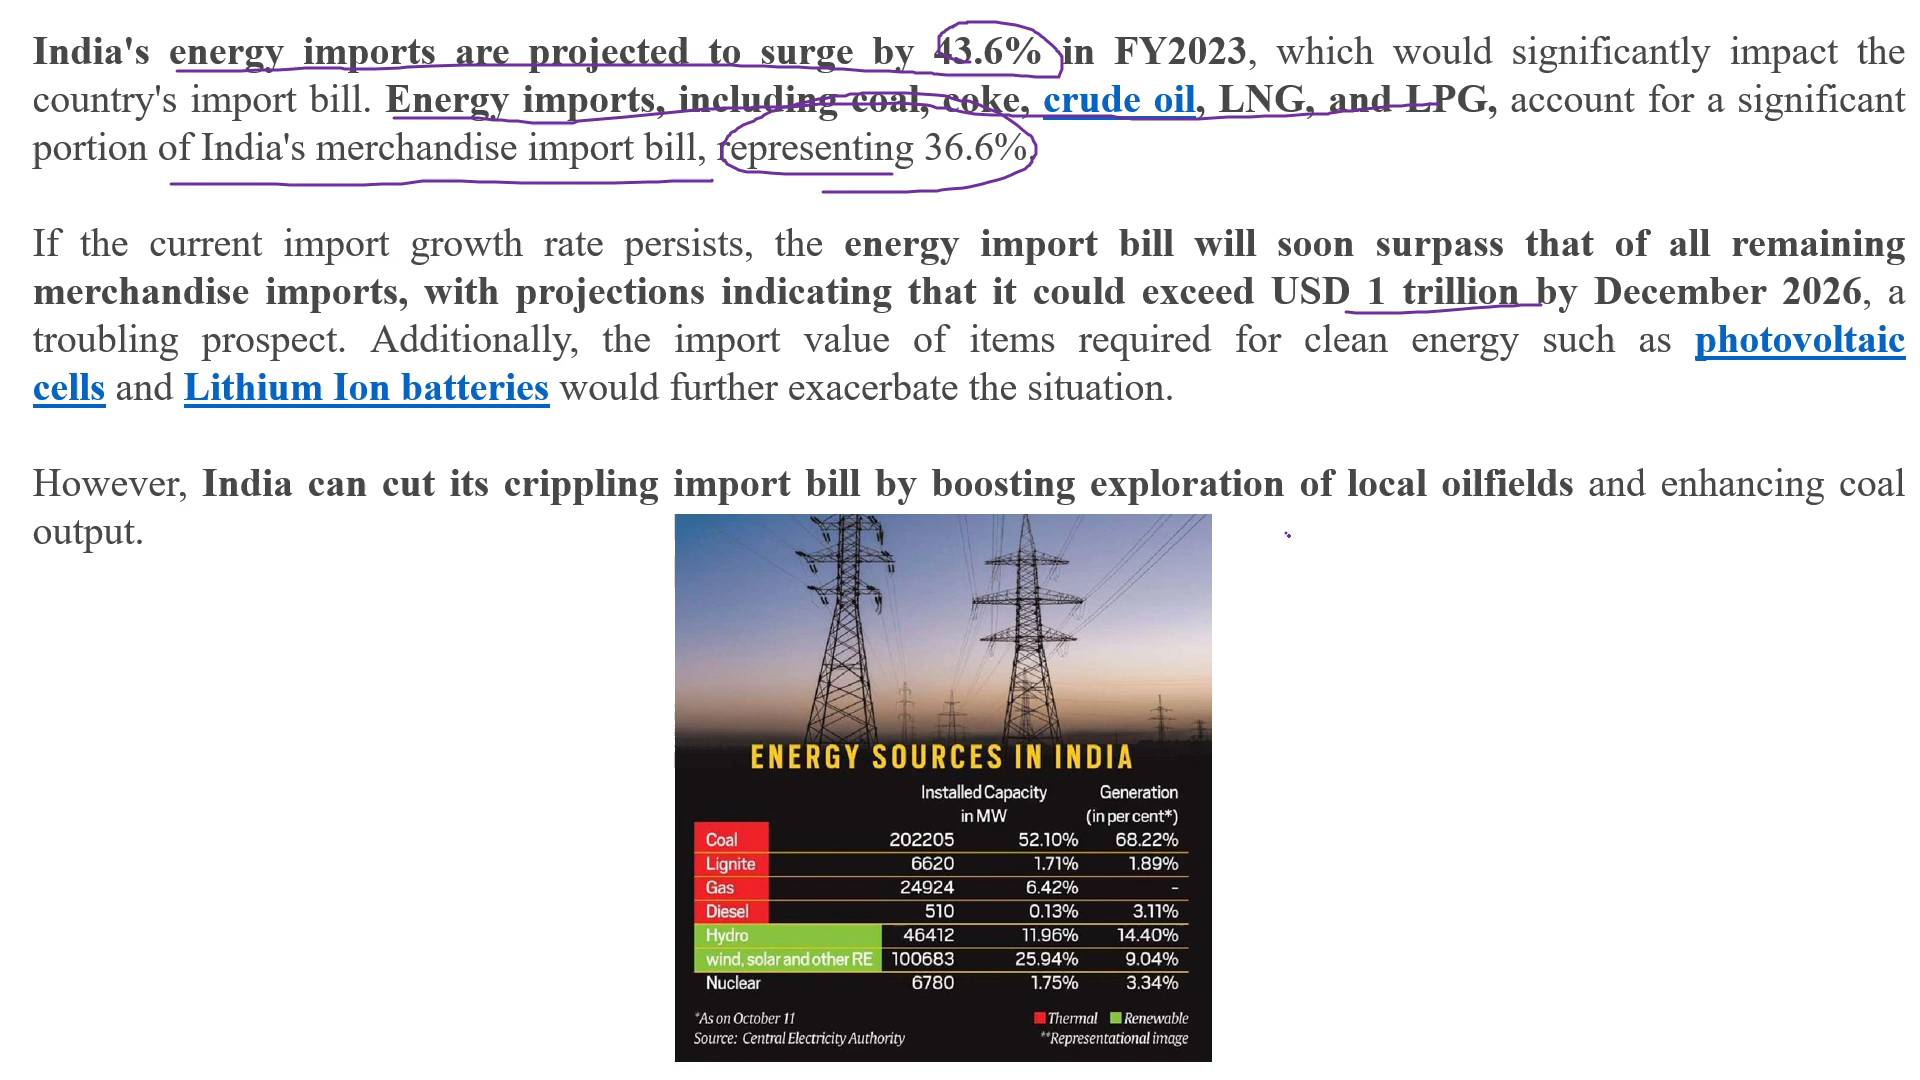 India's energy imports are projected to surge by 43.6% in FY2023, which would significantly impact the
country's import bill. Energy imports, including coal, coke, crude oil, LNG, and LPG, account for a significant
portion of India's merchandise import bill, representing 36.6%.
If the current import growth rate persists, the energy import bill will soon surpass that of all remaining
merchandise imports, with projections indicating that it could exceed USD 1 trillion by December 2026, a
troubling prospect. Additionally, the import value of items required for clean energy such as photovoltaic
cells and Lithium Ion batteries would further exacerbate the situation.
However, India can cut its crippling import bill by boosting exploration of local oilfields and enhancing coal
output.
ENERGY SOURCES IN INDIA
Installed Capacity Generation
in MW (in per cent*)
Coal 202205 52.10% 68.22%
Lignite 6620 1.71% 1.89%
Gas 24924 6.42% -
Diesel 510 0.13% 3.11%
Hydro 46412 11.96% 14.40%
wind, solar and other RE 100683 25.94% 9.04%
Nuclear 6780 1.75% 3.34%
*As on October 11 Thermal Renewable
Source: Central Electricity Authority **Representational image